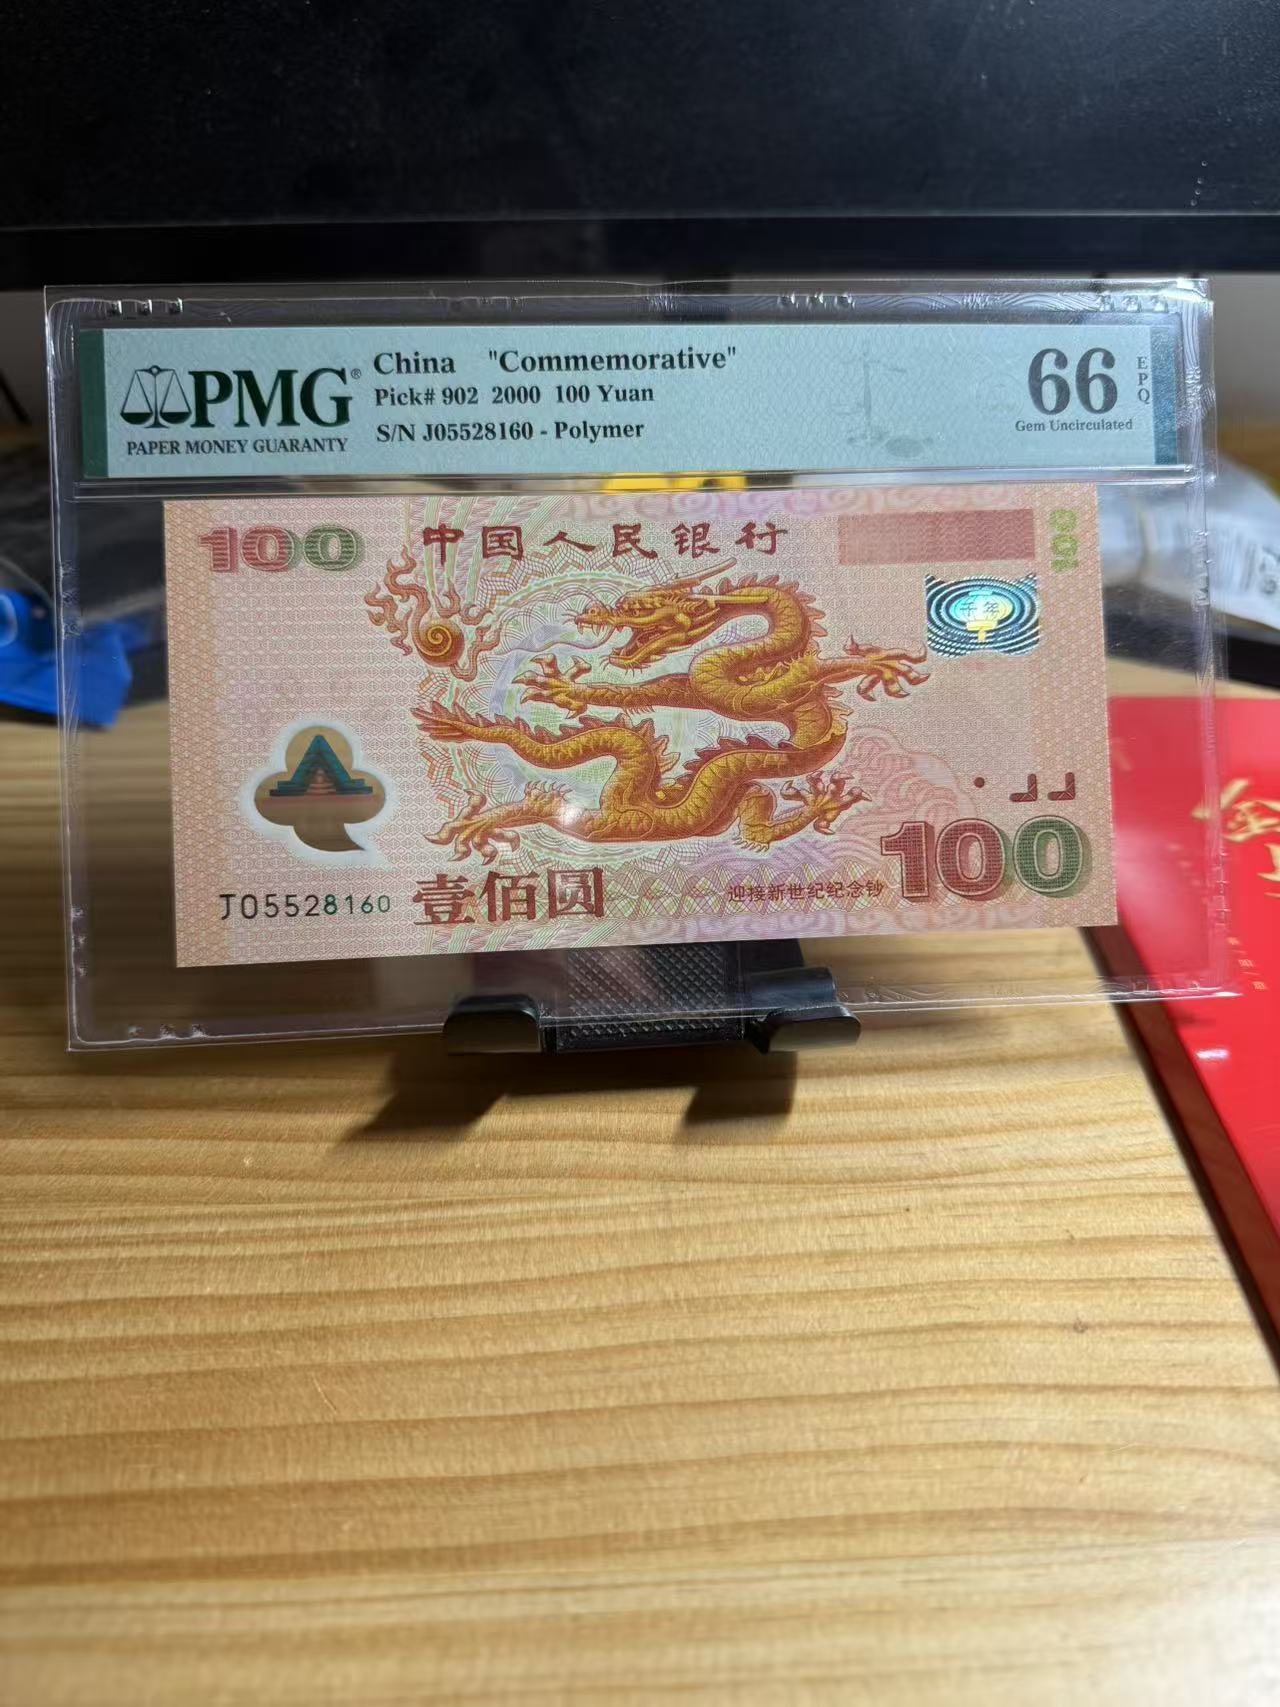 PMG®
PAPER MONEY GUARANTY
China "Commemorative"
Pick# 902 2000 100 Yuan
S/N J05528160 - Polymer
66
EPQ
Gem Uncirculated
100
中国人民银行
100
千年
J05528160
壹佰圆
迎接新世纪纪念钞
100